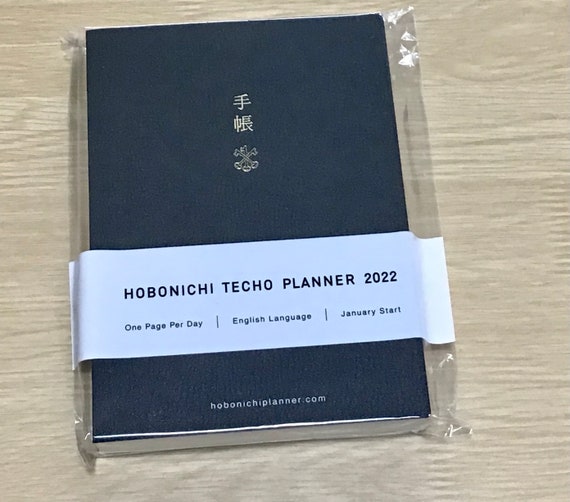 手
帳
HOBONICHI TECHO PLANNER 2022
One Page Per Day | English Language | January Start
hobonichiplanner.com